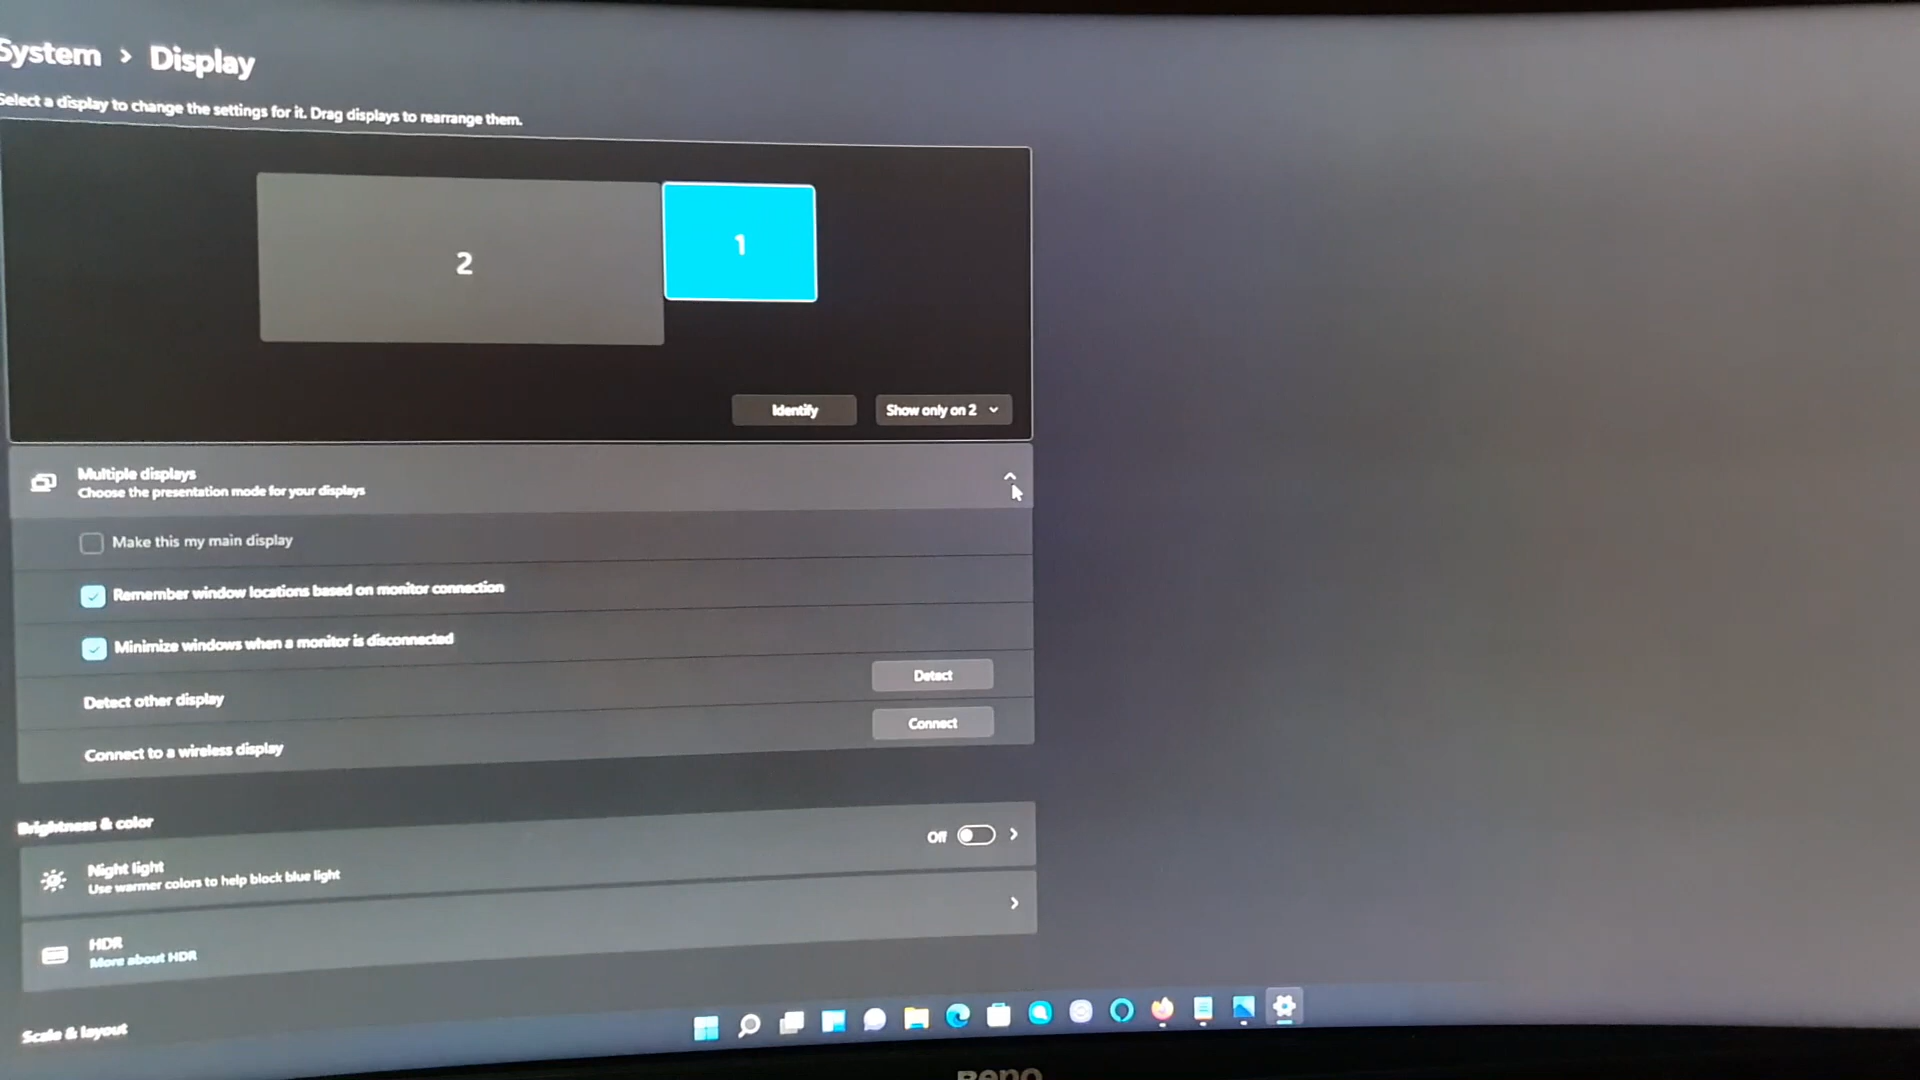 System > Display
Select a display to change the settings for it. Drag displays to rearrange them.
2
1
Identify
Show only on 2
Multiple displays
Choose the presentation mode for your displays
Make this my main display
Remember window locations based on monitor connection
Minimize windows when a monitor is disconnected
Detect other display
Detect
Connect to a wireless display
Connect
Brightness & color
Night light
Use warmer colors to help block blue light
Off
HDR
More about HDR
Scale & layout
BenQ